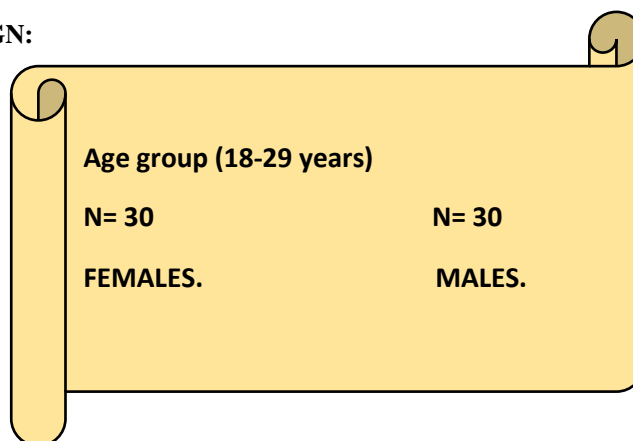 GN:
Age group (18-29 years)
N= 30 N= 30
FEMALES. MALES.